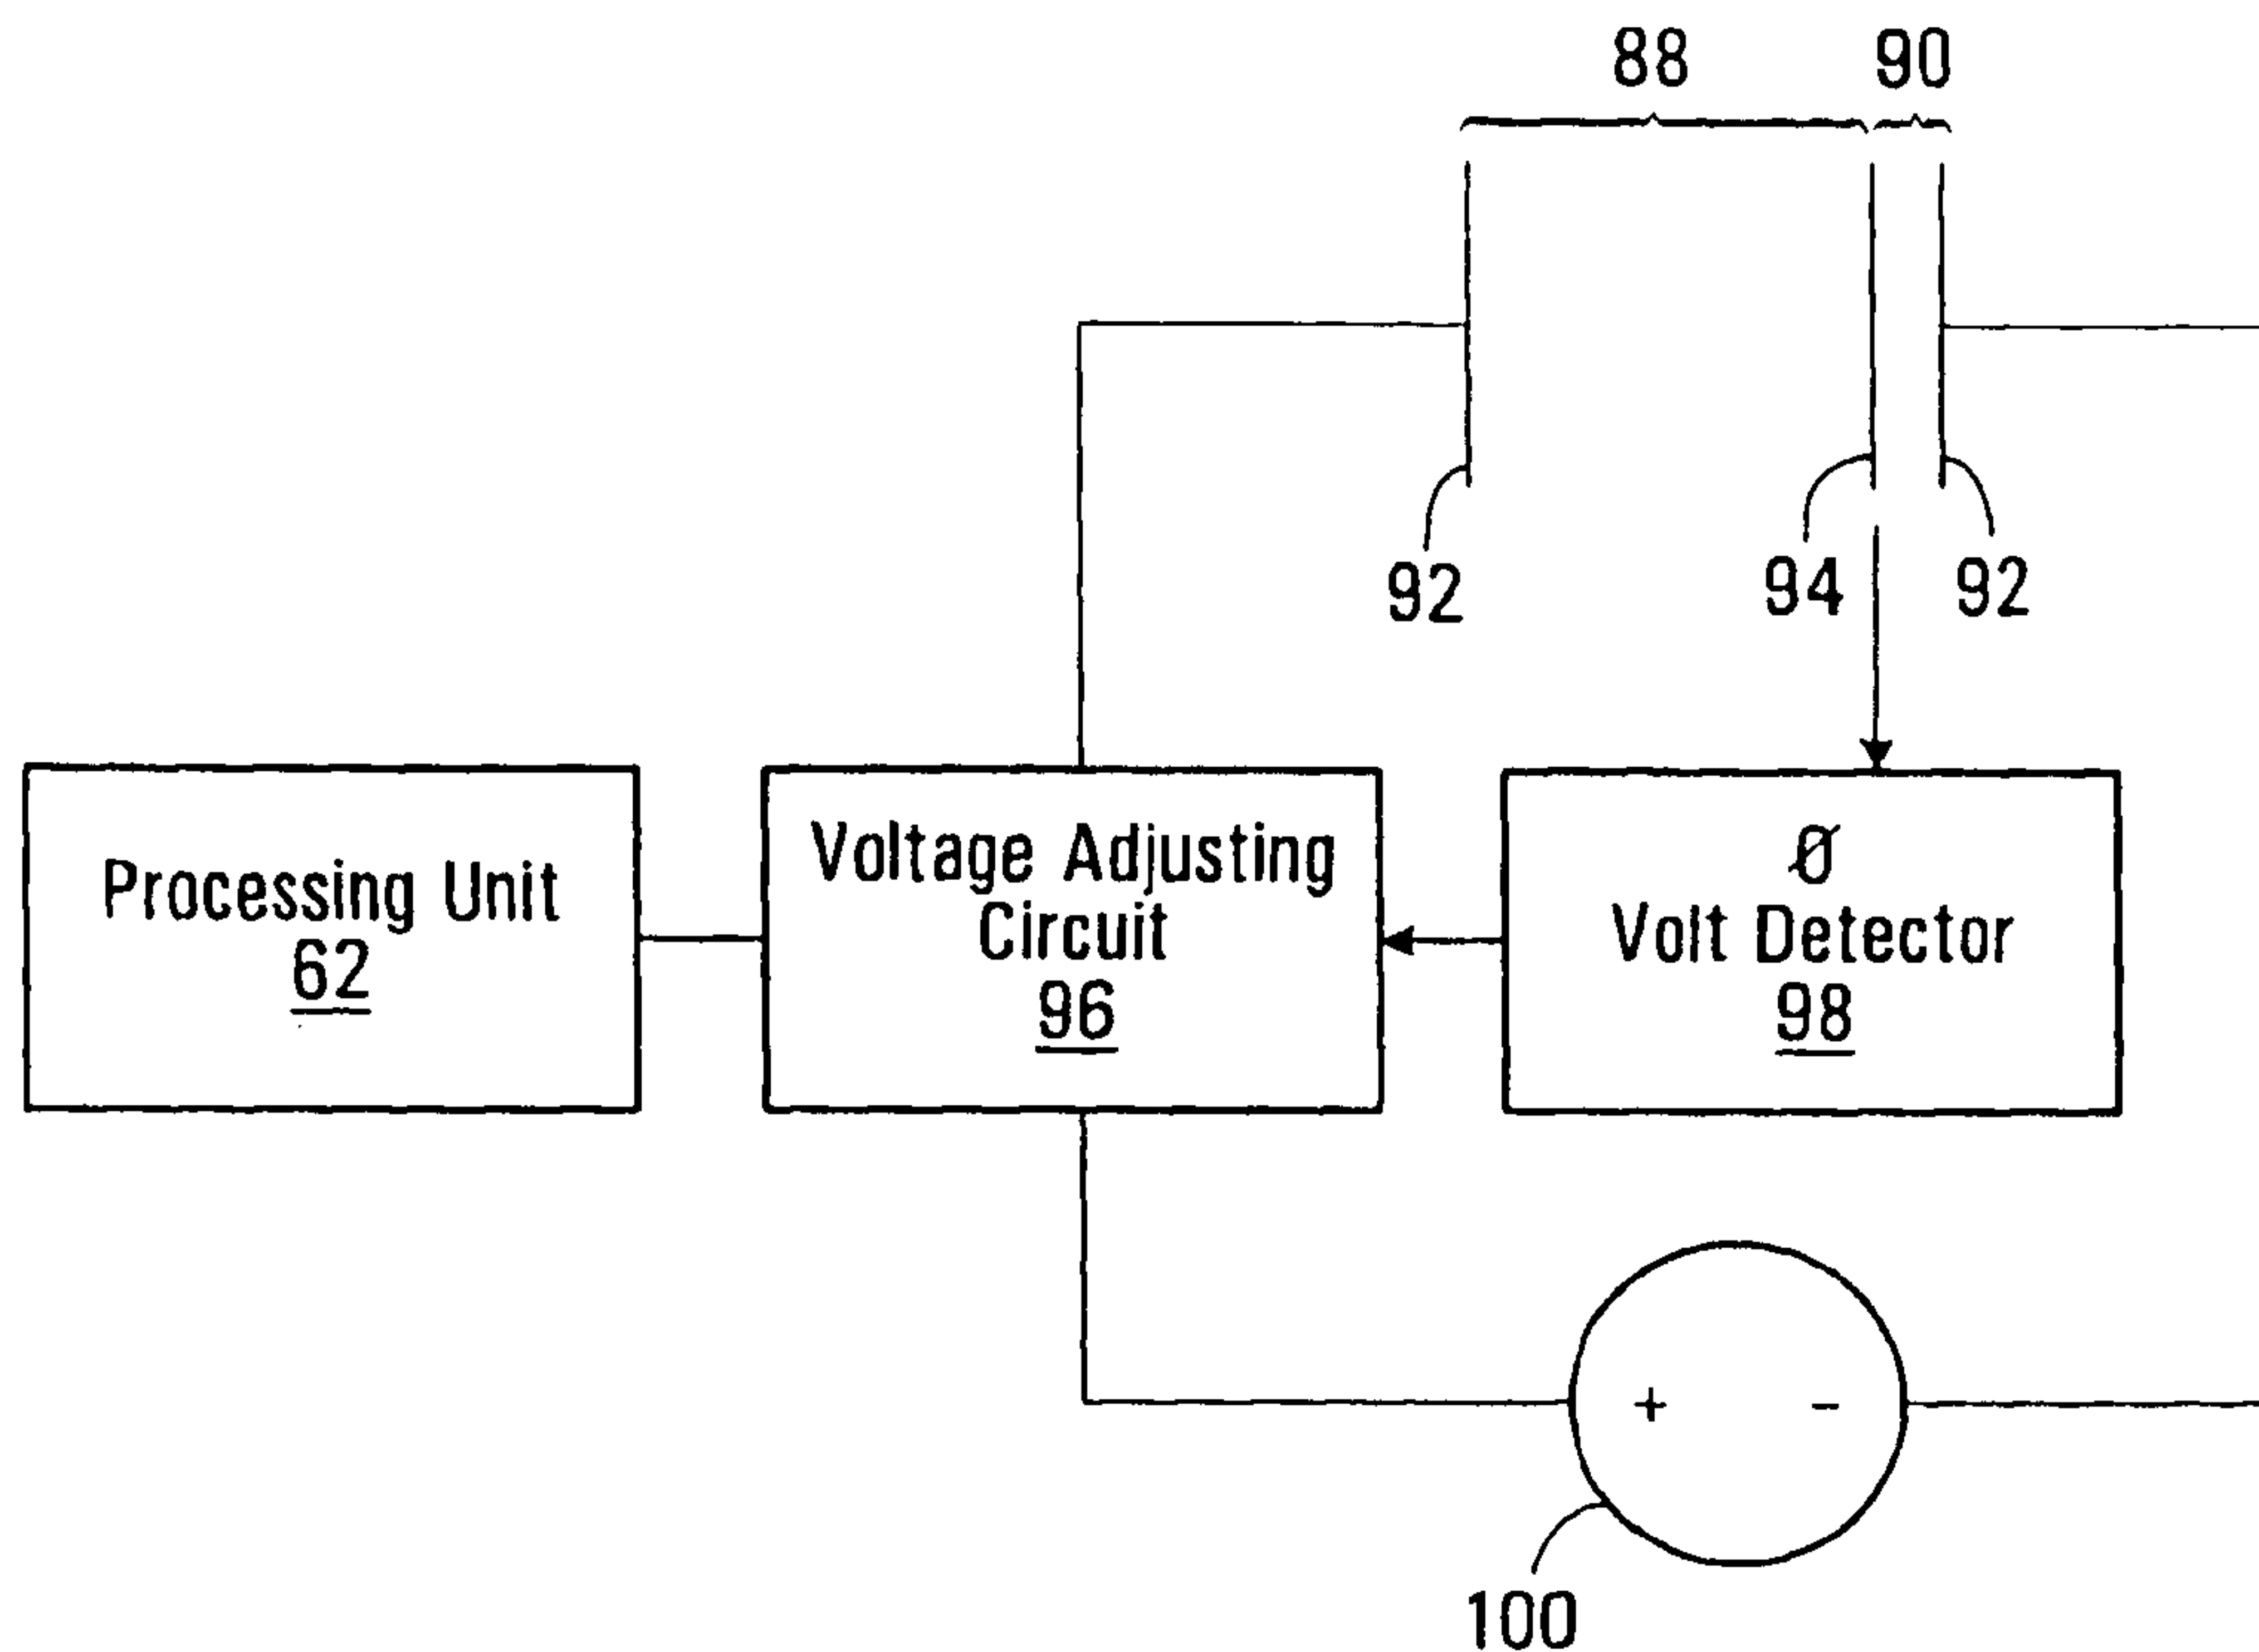 88 90
92 94 92
Processing Unit
62
Voltage Adjusting
Circuit
96
Ø
Volt Detector
98
+ -
100